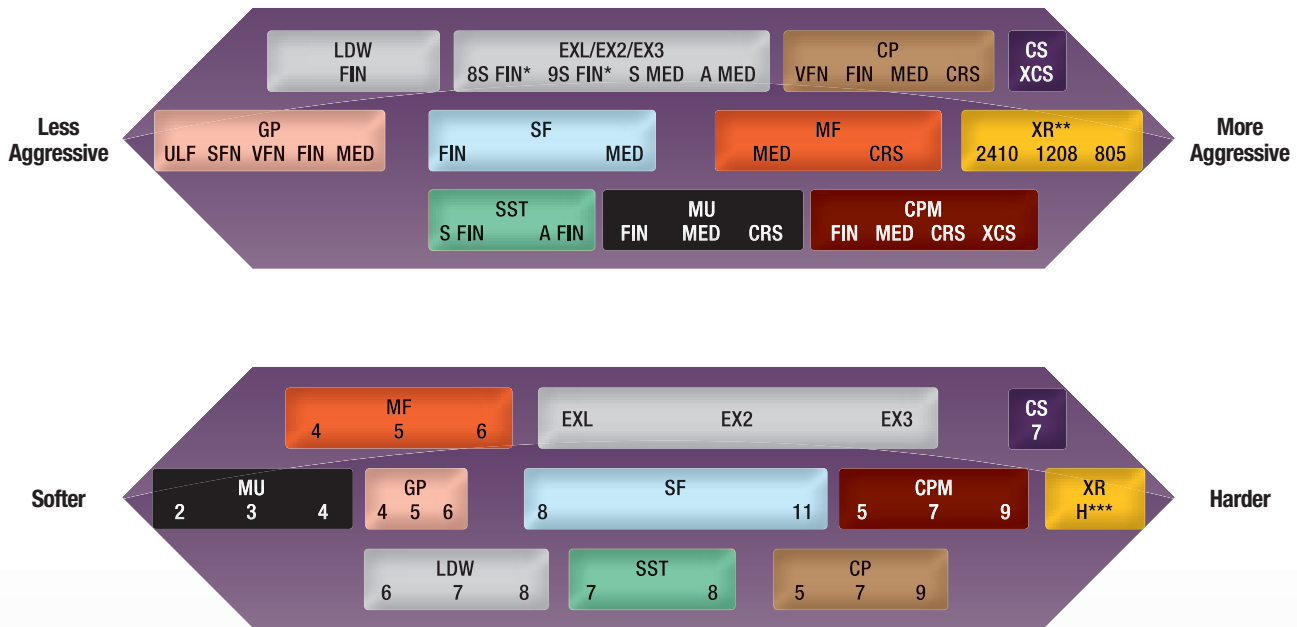 LDW
FIN
EXL/EX2/EX3
8S FIN* 9S FIN* S MED A MED
CP
VFN FIN MED CRS
CS
XCS
Less
Aggressive
GP
ULF SFN VFN FIN MED
SF
FIN MED
MF
MED CRS
XR**
2410 1208 805
More
Aggressive
SST
S FIN A FIN
MU
FIN MED CRS
CPM
FIN MED CRS XCS
MF
4 5 6
EXL EX2 EX3
CS
7
Softer
MU
2 3 4
GP
4 5 6
SF
8 11
CPM
5 7 9
XR
H***
Harder
LDW
6 7 8
SST
7 8
CP
5 7 9